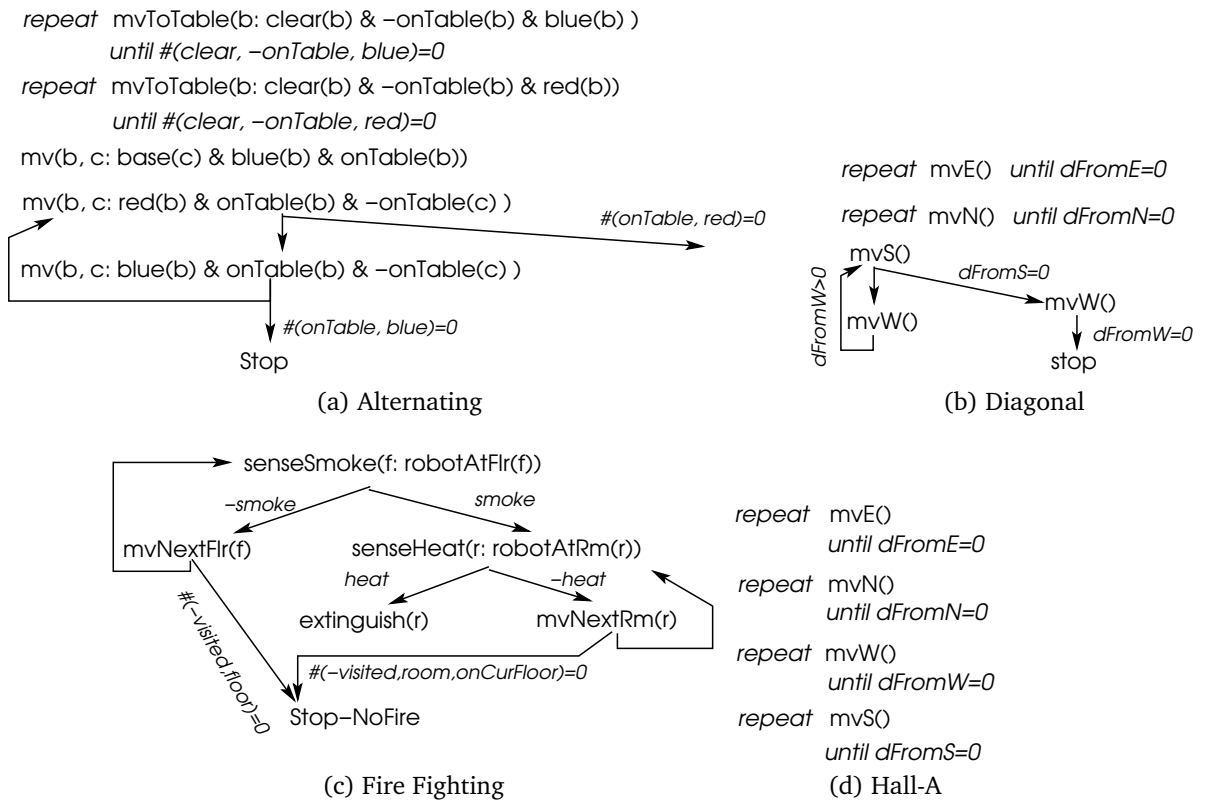 repeat mvToTable(b: clear(b) & –onTable(b) & blue(b) )
until #(clear, –onTable, blue)=0
repeat mvToTable(b: clear(b) & –onTable(b) & red(b))
until #(clear, –onTable, red)=0
mv(b, c: base(c) & blue(b) & onTable(b))
mv(b, c: red(b) & onTable(b) & –onTable(c) )
#(onTable, red)=0
mv(b, c: blue(b) & onTable(b) & –onTable(c) )
#(onTable, blue)=0
Stop
(a) Alternating
repeat mvE() until dFromE=0
repeat mvN() until dFromN=0
mvS()
dFromS=0
dFromW>0
mvW()
mvW()
dFromW=0
stop
(b) Diagonal
senseSmoke(f: robotAtFlr(f))
–smoke
smoke
mvNextFlr(f)
senseHeat(r: robotAtRm(r))
heat
–heat
extinguish(r)
mvNextRm(r)
#(–visited,floor)=0
#(–visited,room,onCurFloor)=0
Stop–NoFire
(c) Fire Fighting
repeat mvE()
until dFromE=0
repeat mvN()
until dFromN=0
repeat mvW()
until dFromW=0
repeat mvS()
until dFromS=0
(d) Hall-A